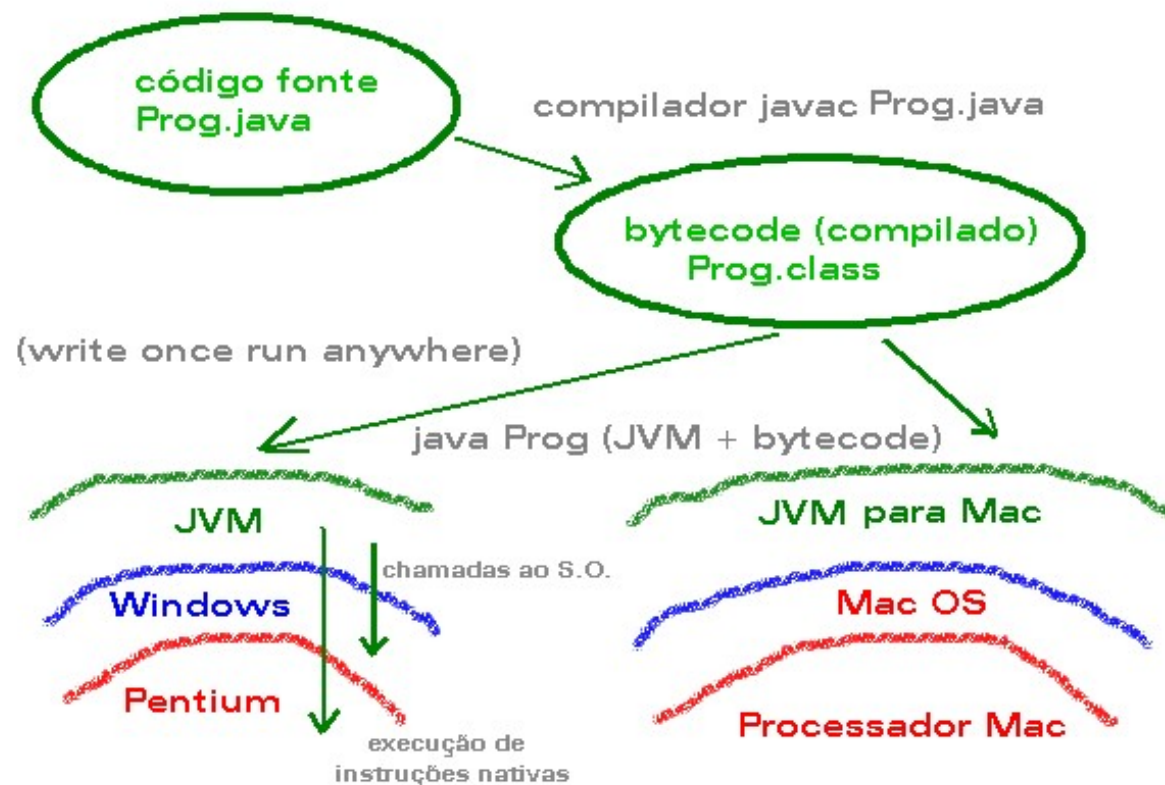 código fonte
Prog.java
compilador javac Prog.java
bytecode (compilado)
Prog.class
(write once run anywhere)
java Prog (JVM + bytecode)
JVM
chamadas ao S.O.
Windows
Pentium
execução de
instruções nativas
JVM para Mac
Mac OS
Processador Mac